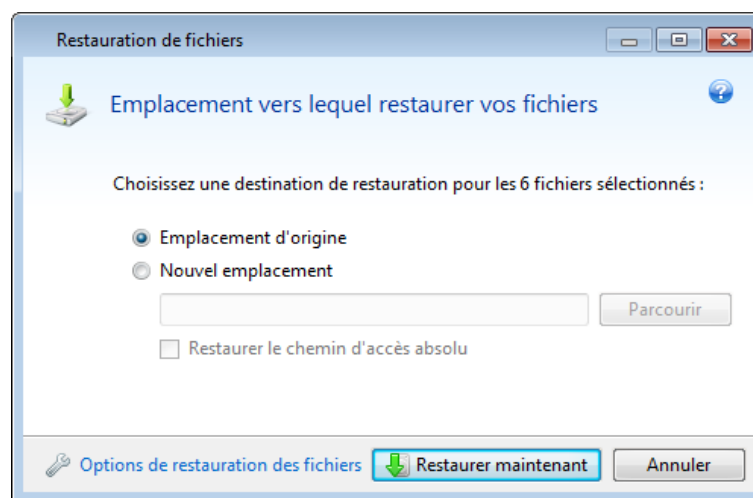 Restauration de fichiers
Emplacement vers lequel restaurer vos fichiers
Choisissez une destination de restauration pour les 6 fichiers sélectionnés :
Emplacement d'origine
Nouvel emplacement
Parcourir
Restaurer le chemin d'accès absolu
Options de restauration des fichiers Restaurer maintenant Annuler